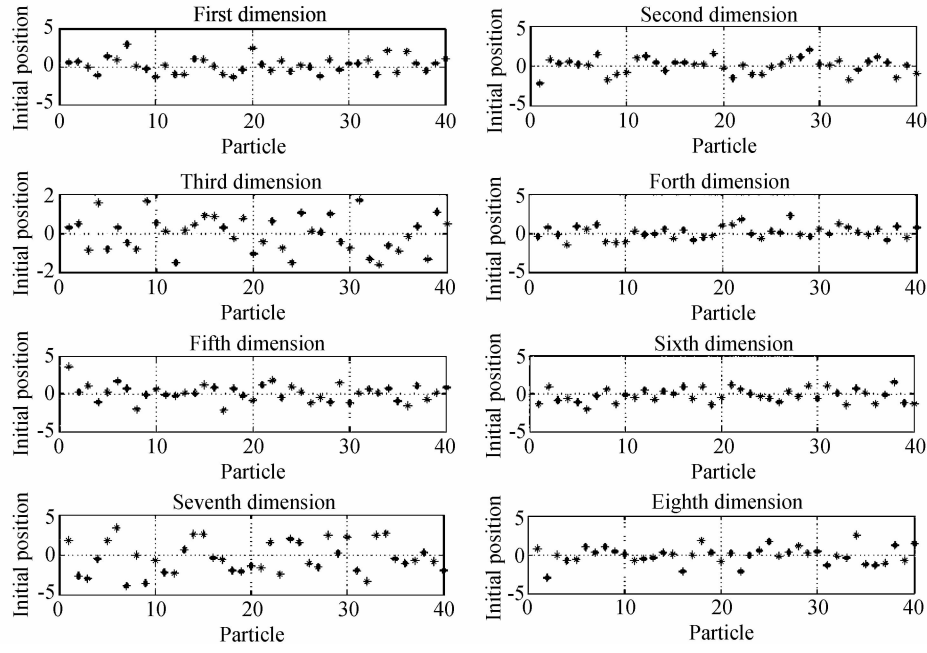 First dimension
Initial position
5
0
-5
0 10 20 30 40
Particle
Second dimension
Initial position
5
0
-5
0 10 20 30 40
Particle
Third dimension
Initial position
2
0
-2
0 10 20 30 40
Particle
Forth dimension
Initial position
5
0
-5
0 10 20 30 40
Particle
Fifth dimension
Initial position
5
0
-5
0 10 20 30 40
Particle
Sixth dimension
Initial position
5
0
-5
0 10 20 30 40
Particle
Seventh dimension
Initial position
5
0
-5
0 10 20 30 40
Particle
Eighth dimension
Initial position
5
0
-5
0 10 20 30 40
Particle